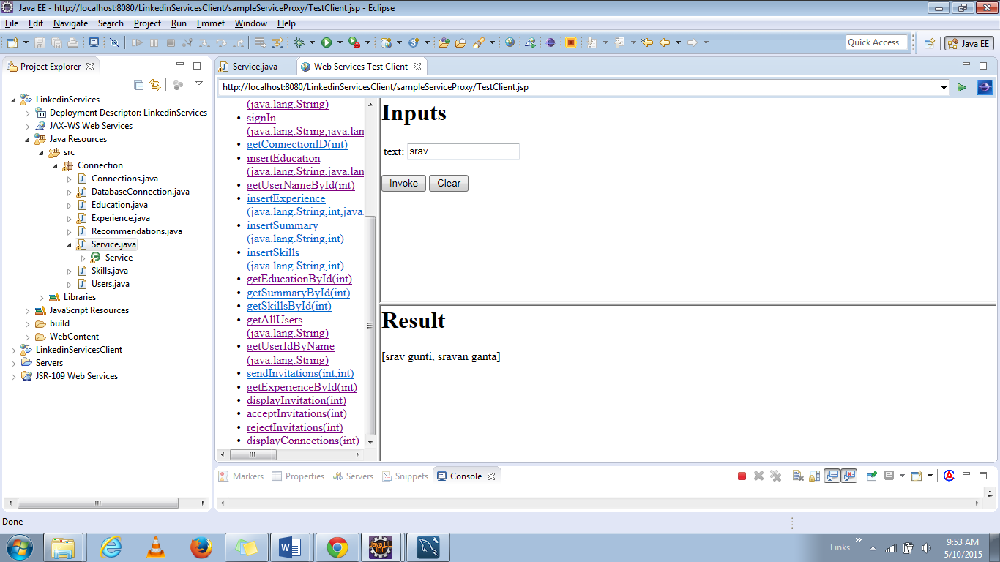 Java EE - http://localhost:8080/LinkedinServicesClient/sampleServiceProxy/TestClient.jsp - Eclipse
File Edit Navigate Search Project Run Emmet Window Help
Quick Access
Java EE
Project Explorer
LinkedinServices
Deployment Descriptor: LinkedinServices
JAX-WS Web Services
Java Resources
src
Connection
Connections.java
DatabaseConnection.java
Education.java
Experience.java
Recommendations.java
Service.java
Service
Skills.java
Users.java
Libraries
JavaScript Resources
build
WebContent
LinkedinServicesClient
Servers
JSR-109 Web Services
Service.java
Web Services Test Client
http://localhost:8080/LinkedinServicesClient/sampleServiceProxy/TestClient.jsp
(java.lang.String)
• signIn
(java.lang.String,java.lan
• getConnectionID(int)
• insertEducation
(java.lang.String,java.lan
• getUserNameById(int)
• insertExperience
(java.lang.String,int,java.
• insertSummary
(java.lang.String,int)
• insertSkills
(java.lang.String,int)
• getEducationById(int)
• getSummaryById(int)
• getSkillsById(int)
• getAllUsers
(java.lang.String)
• getUserIdByName
(java.lang.String)
• sendInvitations(int,int)
• getExperienceById(int)
• displayInvitation(int)
• acceptInvitations(int)
• rejectInvitations(int)
• displayConnections(int)
Inputs
text: srav
Invoke Clear
Result
[srav gunti, sravan ganta]
Markers Properties Servers Snippets Console
Done
Java EE
IDE
Links
9:53 AM
5/10/2015